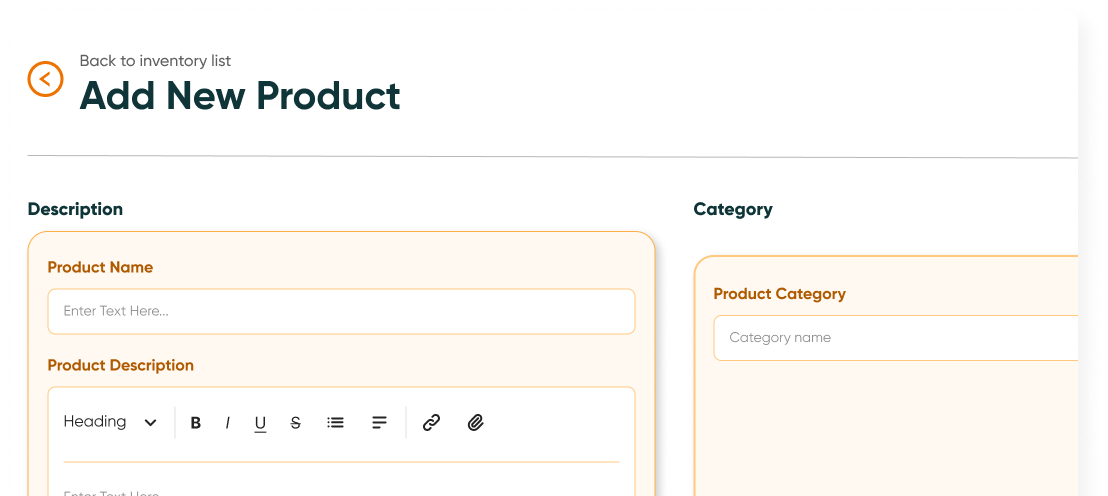 Back to inventory list
Add New Product
Description
Category
Product Name
Enter Text Here...
Product Category
Category name
Product Description
Heading
B I U S
Enter Text Here